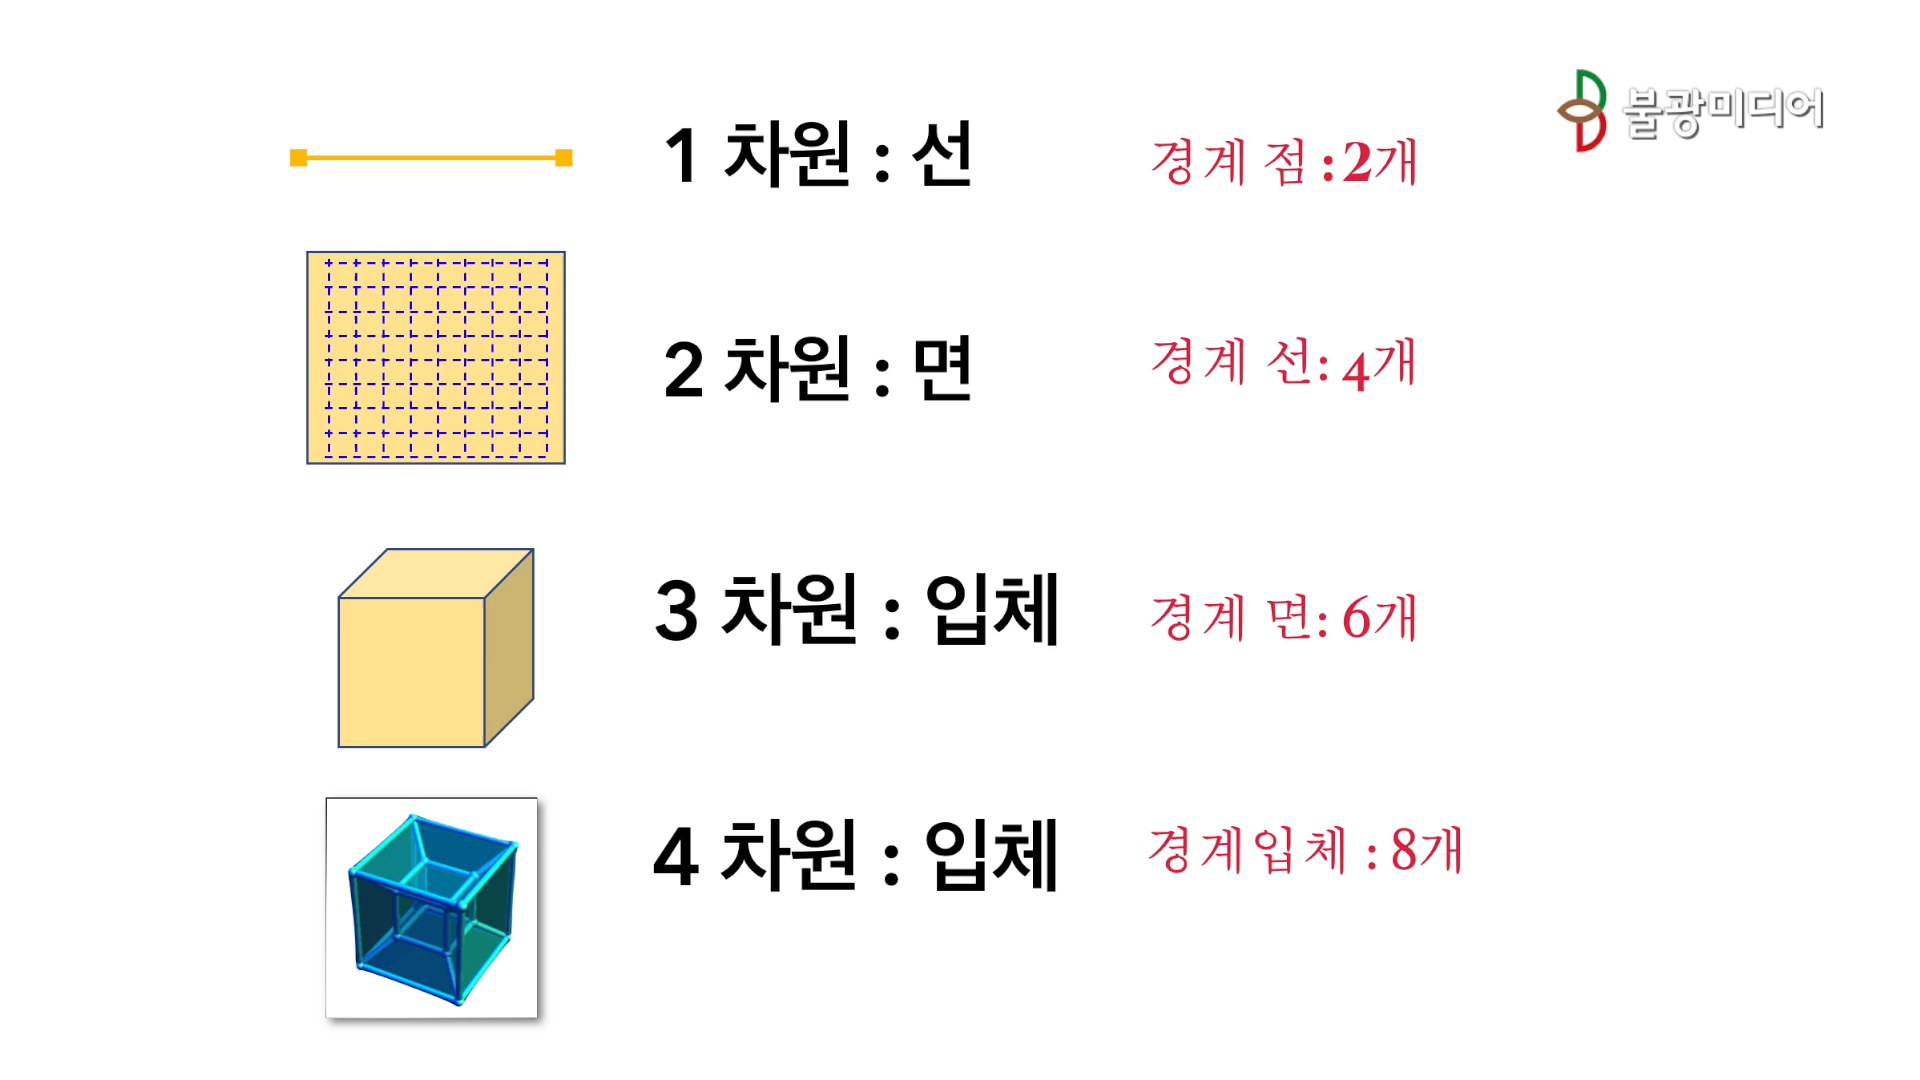 불광미디어
1 차원 : 선 경계 점 : 2개
2 차원 : 면 경계 선: 4개
3 차원 : 입체 경계 면: 6개
4 차원 : 입체 경계입체 : 8개